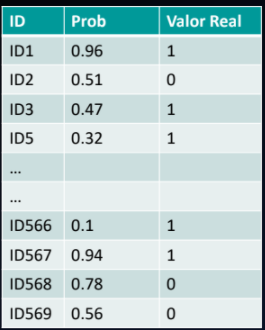 ID Prob Valor Real
ID1 0.96 1
ID2 0.51 0
ID3 0.47 1
ID5 0.32 1
...
...
ID566 0.1 1
ID567 0.94 1
ID568 0.78 0
ID569 0.56 0